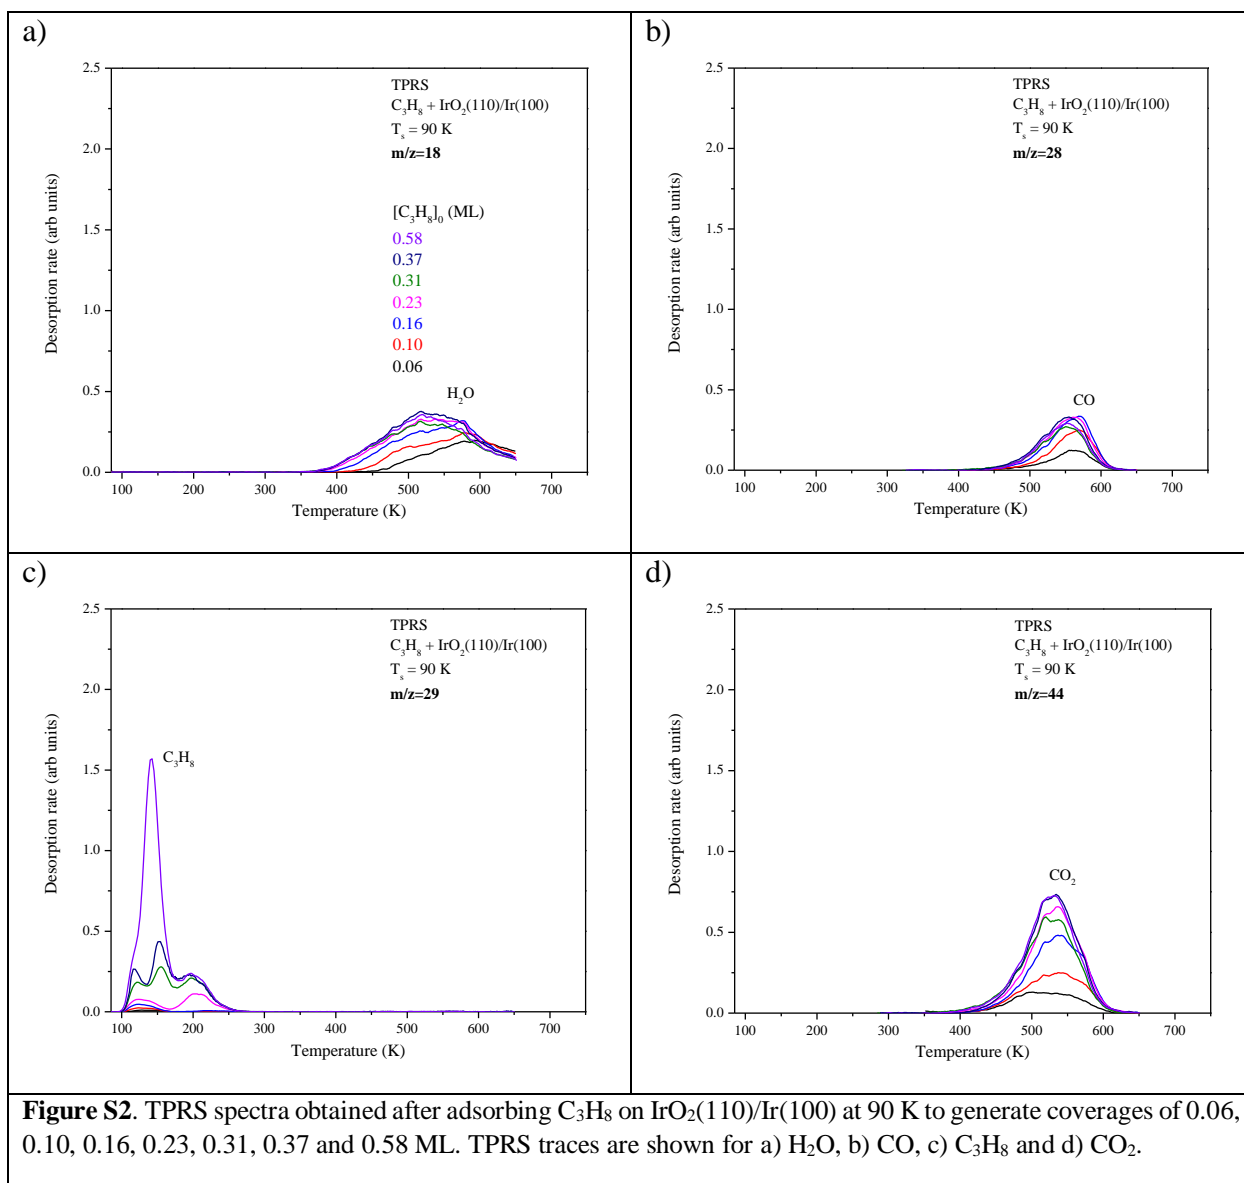 a)
2.5
2.0
1.5
1.0
0.5
0.0
Desorption rate (arb units)
TPRS
C₃H₈ + IrO₂(110)/Ir(100)
Tₛ = 90 K
m/z=18
[C₃H₈]₀ (ML)
0.58
0.37
0.31
0.23
0.16
0.10
0.06
H₂O
100 200 300 400 500 600 700
Temperature (K)
b)
2.5
2.0
1.5
1.0
0.5
0.0
Desorption rate (arb units)
TPRS
C₃H₈ + IrO₂(110)/Ir(100)
Tₛ = 90 K
m/z=28
CO
100 200 300 400 500 600 700
Temperature (K)
c)
2.5
2.0
1.5
1.0
0.5
0.0
Desorption rate (arb units)
TPRS
C₃H₈ + IrO₂(110)/Ir(100)
Tₛ = 90 K
m/z=29
C₃H₈
100 200 300 400 500 600 700
Temperature (K)
d)
2.5
2.0
1.5
1.0
0.5
0.0
Desorption rate (arb units)
TPRS
C₃H₈ + IrO₂(110)/Ir(100)
Tₛ = 90 K
m/z=44
CO₂
100 200 300 400 500 600 700
Temperature (K)
Figure S2. TPRS spectra obtained after adsorbing C₃H₈ on IrO₂(110)/Ir(100) at 90 K to generate coverages of 0.06,
0.10, 0.16, 0.23, 0.31, 0.37 and 0.58 ML. TPRS traces are shown for a) H₂O, b) CO, c) C₃H₈ and d) CO₂.